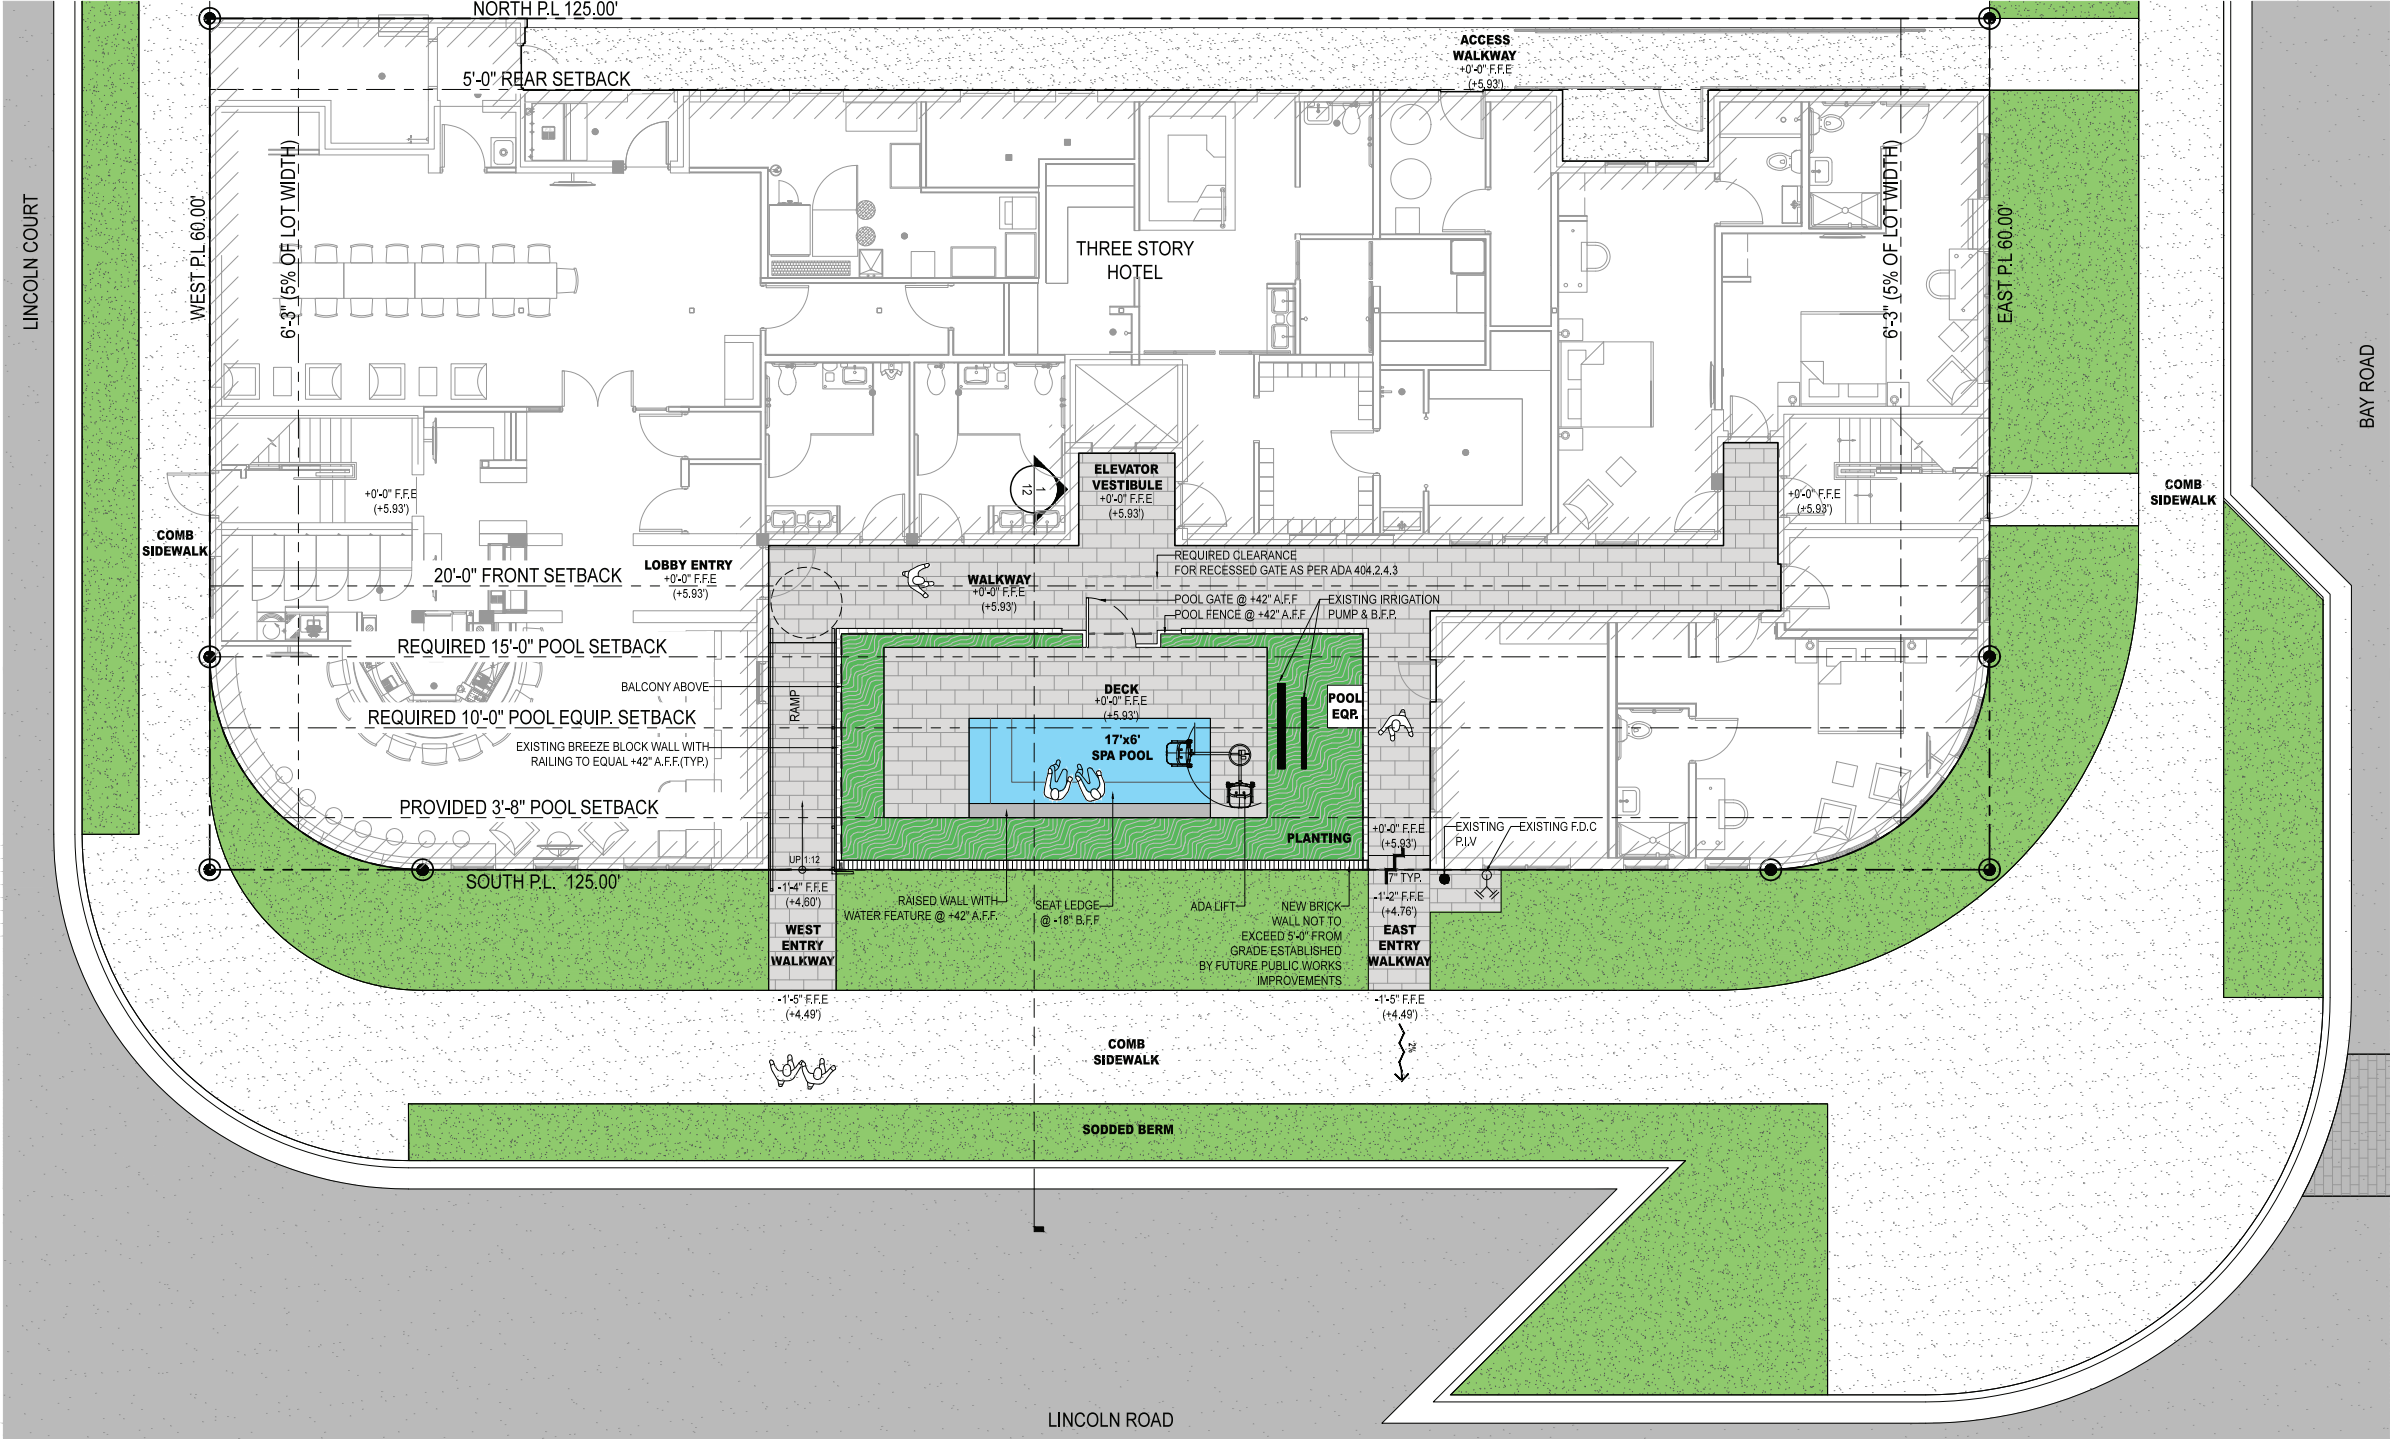 NORTH P.L 125.00'
ACCESS
WALKWAY
+0'-0" F.F.E
(+5.93')
5'-0" REAR SETBACK
LINCOLN COURT
WEST P.L 60.00'
6'-3" (5% OF LOT WIDTH)
THREE STORY
HOTEL
6'-3" (5% OF LOT WIDTH)
EAST P.L 60.00'
BAY ROAD
ELEVATOR
VESTIBULE
+0'-0" F.F.E
(+5.93')
1
12
+0'-0" F.F.E
(+5.93')
+0'-0" F.F.E
(+5.93')
COMB
SIDEWALK
COMB
SIDEWALK
20'-0" FRONT SETBACK
LOBBY ENTRY
+0'-0" F.F.E
(+5.93')
WALKWAY
+0'-0" F.F.E
(+5.93')
REQUIRED CLEARANCE
FOR RECESSED GATE AS PER ADA 404.2.4.3
POOL GATE @ +42" A.F.F
POOL FENCE @ +42" A.F.F
EXISTING IRRIGATION
PUMP & B.F.P.
REQUIRED 15'-0" POOL SETBACK
BALCONY ABOVE
RAMP
DECK
+0'-0" F.F.E
(+5.93')
POOL
EQP.
REQUIRED 10'-0" POOL EQUIP. SETBACK
EXISTING BREEZE BLOCK WALL WITH
RAILING TO EQUAL +42" A.F.F.(TYP.)
17'x6'
SPA POOL
PROVIDED 3'-8" POOL SETBACK
PLANTING
+0'-0" F.F.E
(+5.93')
EXISTING
P.I.V
EXISTING F.D.C
UP 1:12
SOUTH P.L. 125.00'
-1'-4" F.F.E
(+4.60')
7" TYP.
-1'-2" F.F.E
(+4.76')
RAISED WALL WITH
WATER FEATURE @ +42" A.F.F.
SEAT LEDGE
@ -18" B.F.F
ADA LIFT
NEW BRICK
WALL NOT TO
EXCEED 5'-0" FROM
GRADE ESTABLISHED
BY FUTURE PUBLIC WORKS
IMPROVEMENTS
WEST
ENTRY
WALKWAY
EAST
ENTRY
WALKWAY
-1'-5" F.F.E
(+4.49')
-1'-5" F.F.E
(+4.49')
2%
COMB
SIDEWALK
SODDED BERM
LINCOLN ROAD